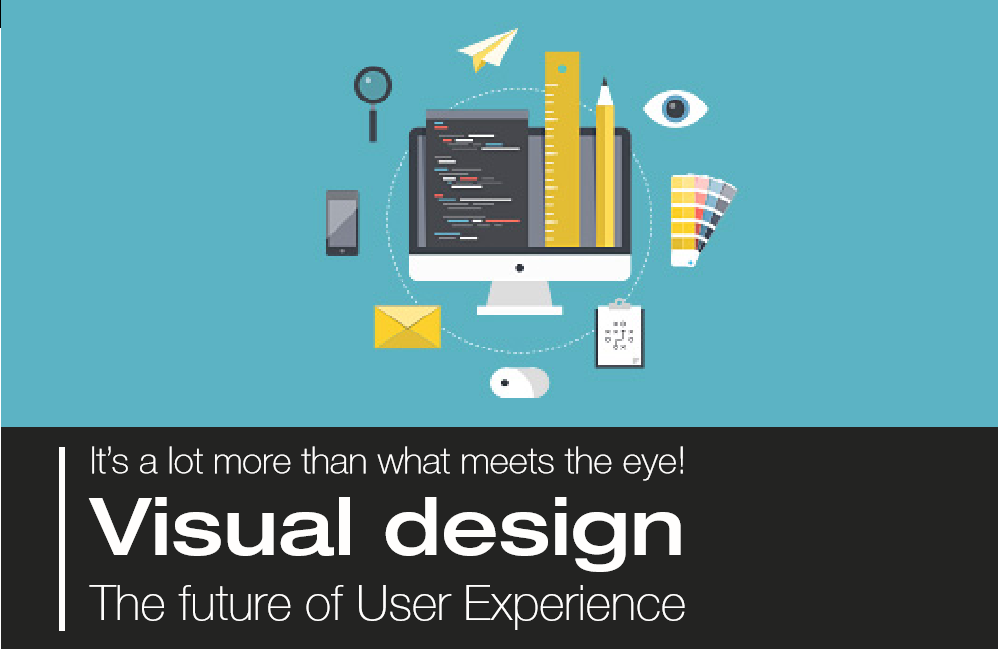 It’s a lot more than what meets the eye!
Visual design
The future of User Experience